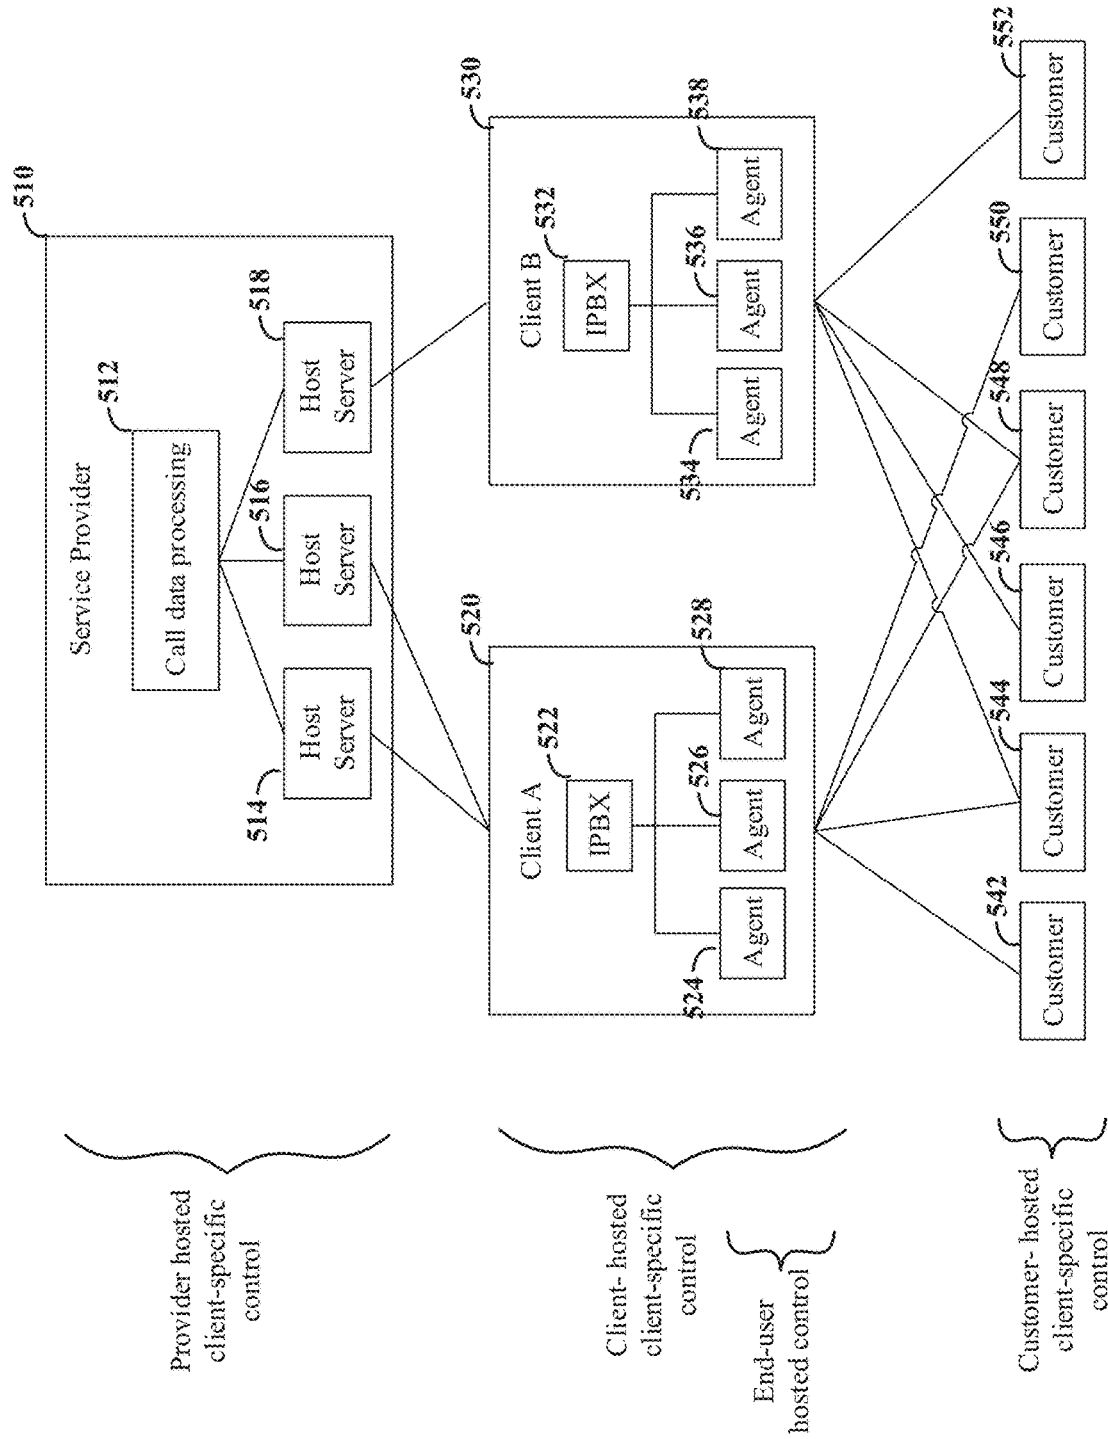 510
Service Provider
512
Call data processing
514
Host
Server
516
Host
Server
518
Host
Server
Provider hosted
client-specific
control
520
Client A
522
IPBX
524
Agent
526
Agent
528
Agent
530
Client B
532
IPBX
534
Agent
536
Agent
538
Agent
Client- hosted
client-specific
control
End-user
hosted control
542
Customer
544
Customer
546
Customer
548
Customer
550
Customer
552
Customer
Customer- hosted
client-specific
control